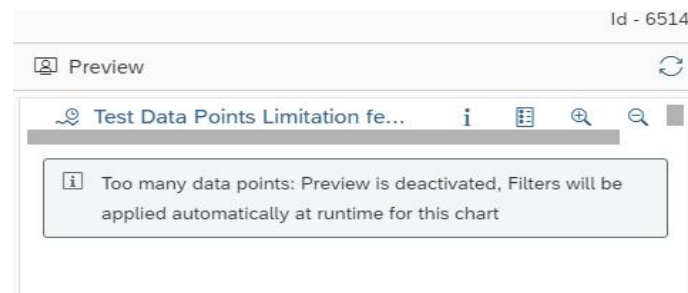 Id - 6514
Preview
Test Data Points Limitation fe...
Too many data points: Preview is deactivated, Filters will be
applied automatically at runtime for this chart